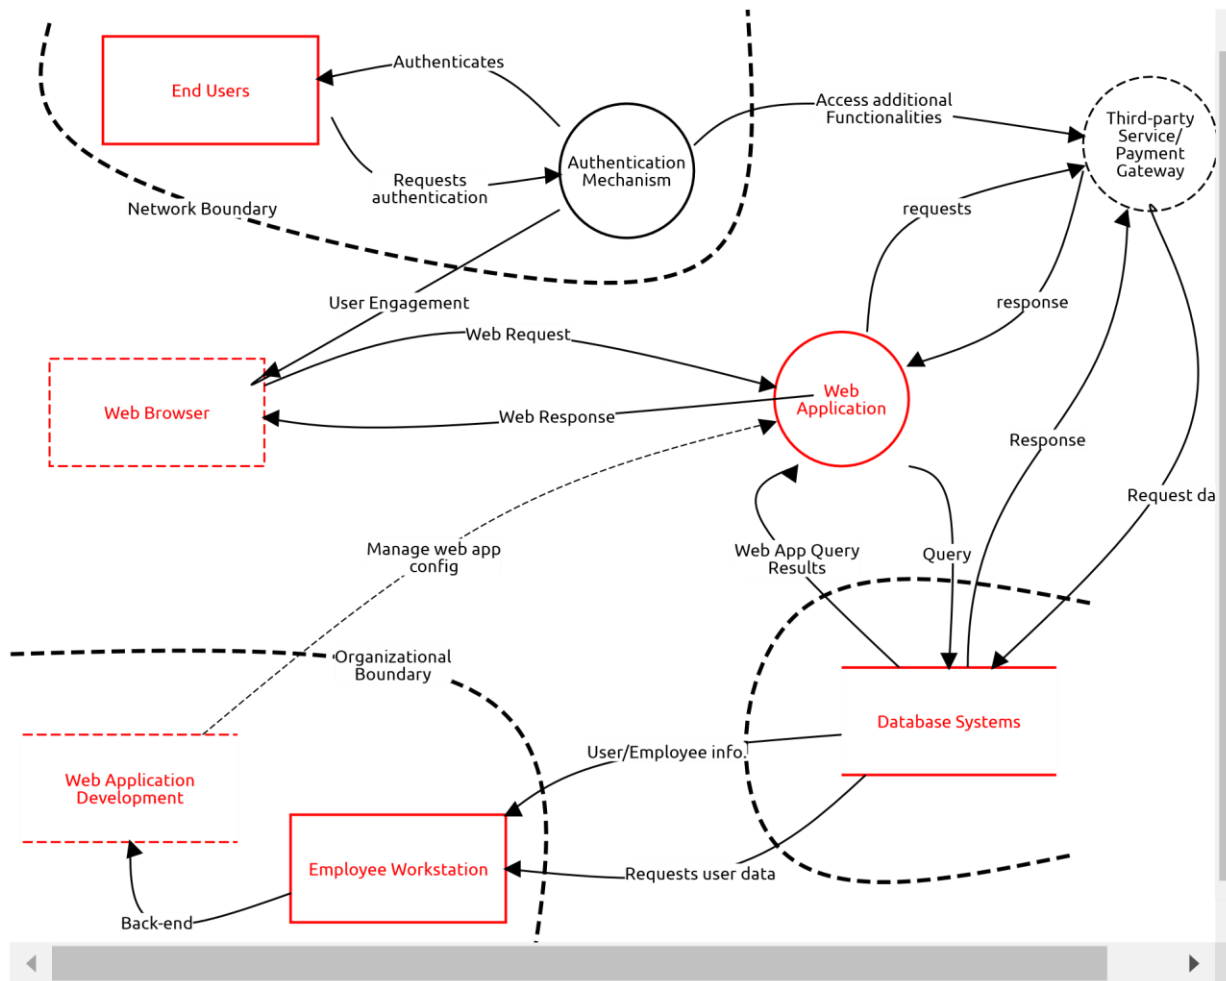 Authenticates
End Users
Access additional
Functionalities
Third-party
Service/
Payment
Gateway
Authentication
Mechanism
Requests
authentication
Network Boundary
requests
User Engagement
response
Web Request
Web Browser
Web
Application
Web Response
Response
Request da
Manage web app
config
Web App Query
Results
Query
Organizational
Boundary
Database Systems
User/Employee info.
Web Application
Development
Employee Workstation
Requests user data
Back-end